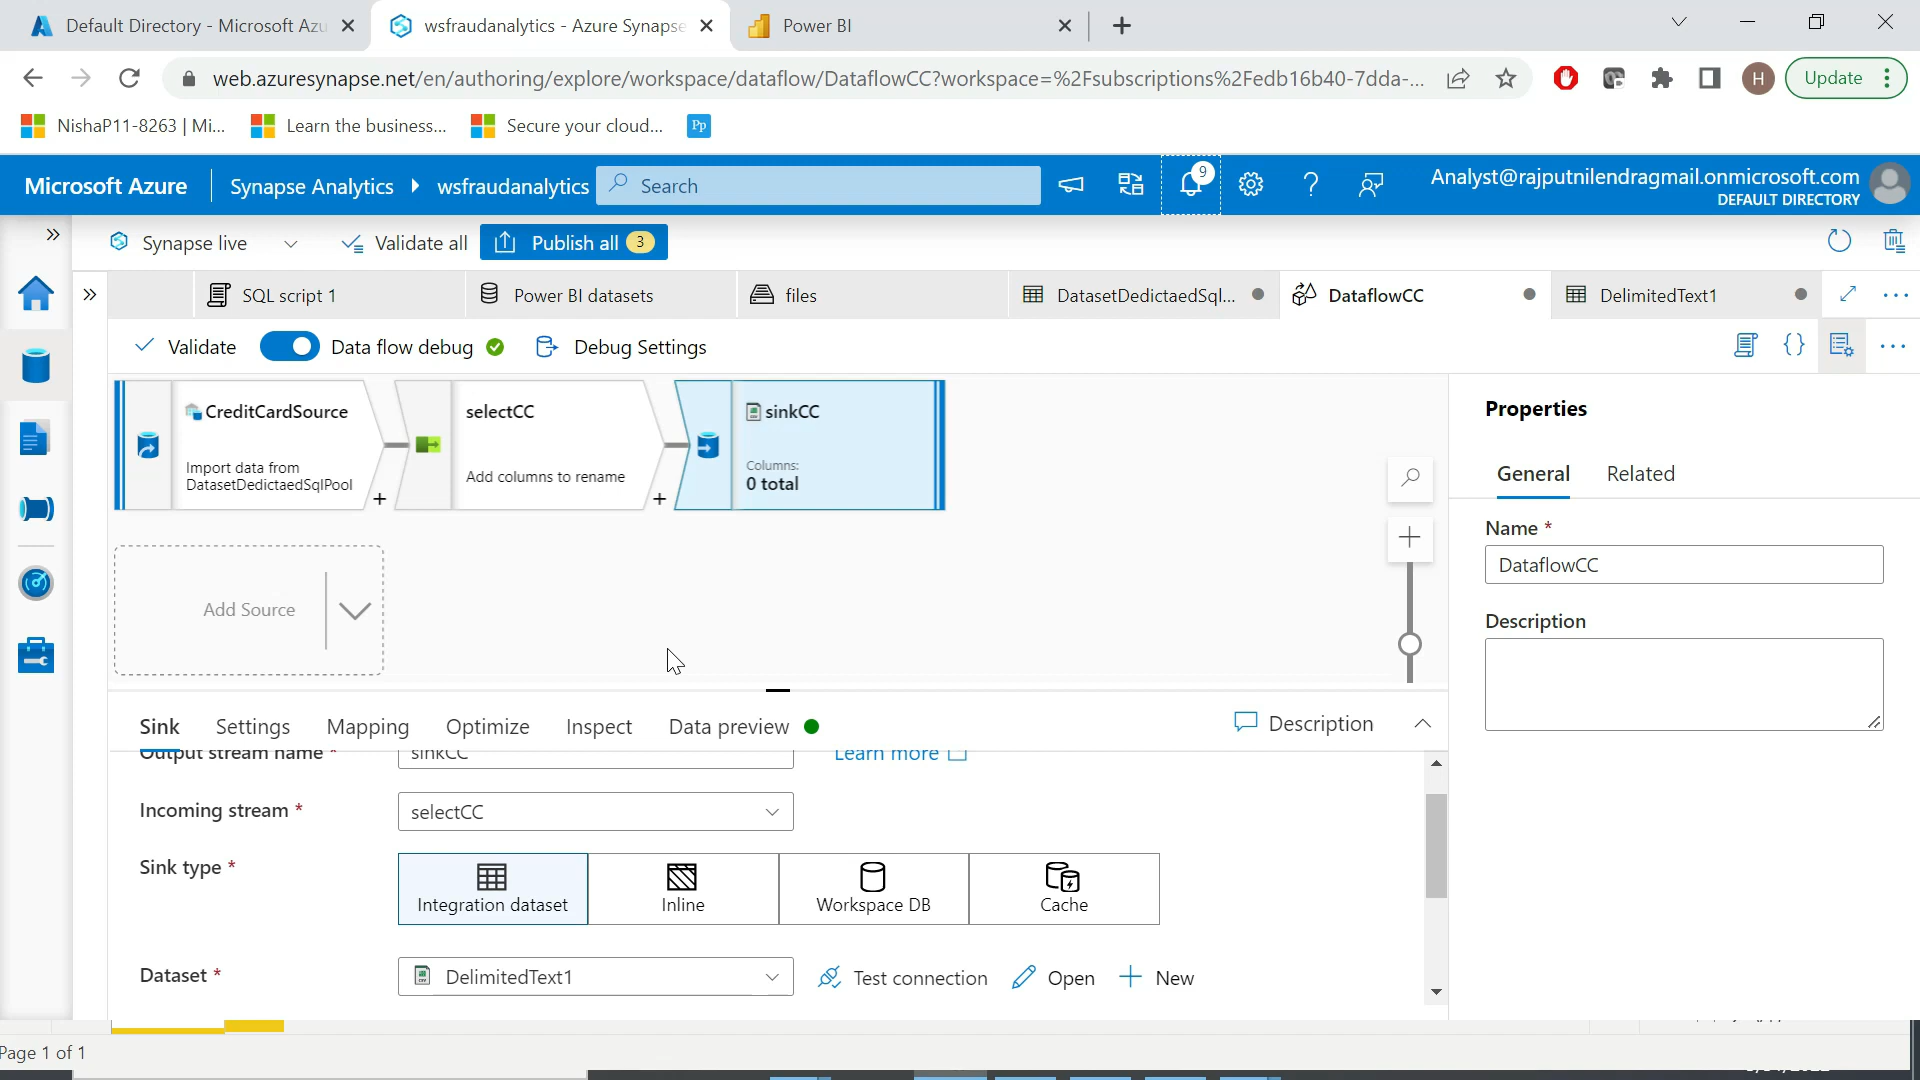 Default Directory - Microsoft Azu
wsfraudanalytics - Azure Synapse
Power BI
web.azuresynapse.net/en/authoring/explore/workspace/dataflow/DataflowCC?workspace=%2Fsubscriptions%2Fedb16b40-7dda-...
H
Update
NishaP11-8263 | Mi...
Learn the business...
Secure your cloud...
Pp
Microsoft Azure
Synapse Analytics
wsfraudanalytics
Search
9
Analyst@rajputnilendragmail.onmicrosoft.com
DEFAULT DIRECTORY
Synapse live
Validate all
Publish all 3
SQL script 1
Power BI datasets
files
DatasetDedictaedSql...
DataflowCC
DelimitedText1
Validate
Data flow debug
Debug Settings
CreditCardSource
Import data from
DatasetDedictaedSqlPool
selectCC
Add columns to rename
sinkCC
Columns:
0 total
Add Source
Properties
General
Related
Name *
DataflowCC
Description
Sink
Settings
Mapping
Optimize
Inspect
Data preview
Description
Output stream name *
sinkCC
Learn more
Incoming stream *
selectCC
Sink type *
Integration dataset
Inline
Workspace DB
Cache
Dataset *
DelimitedText1
Test connection
Open
New
Page 1 of 1